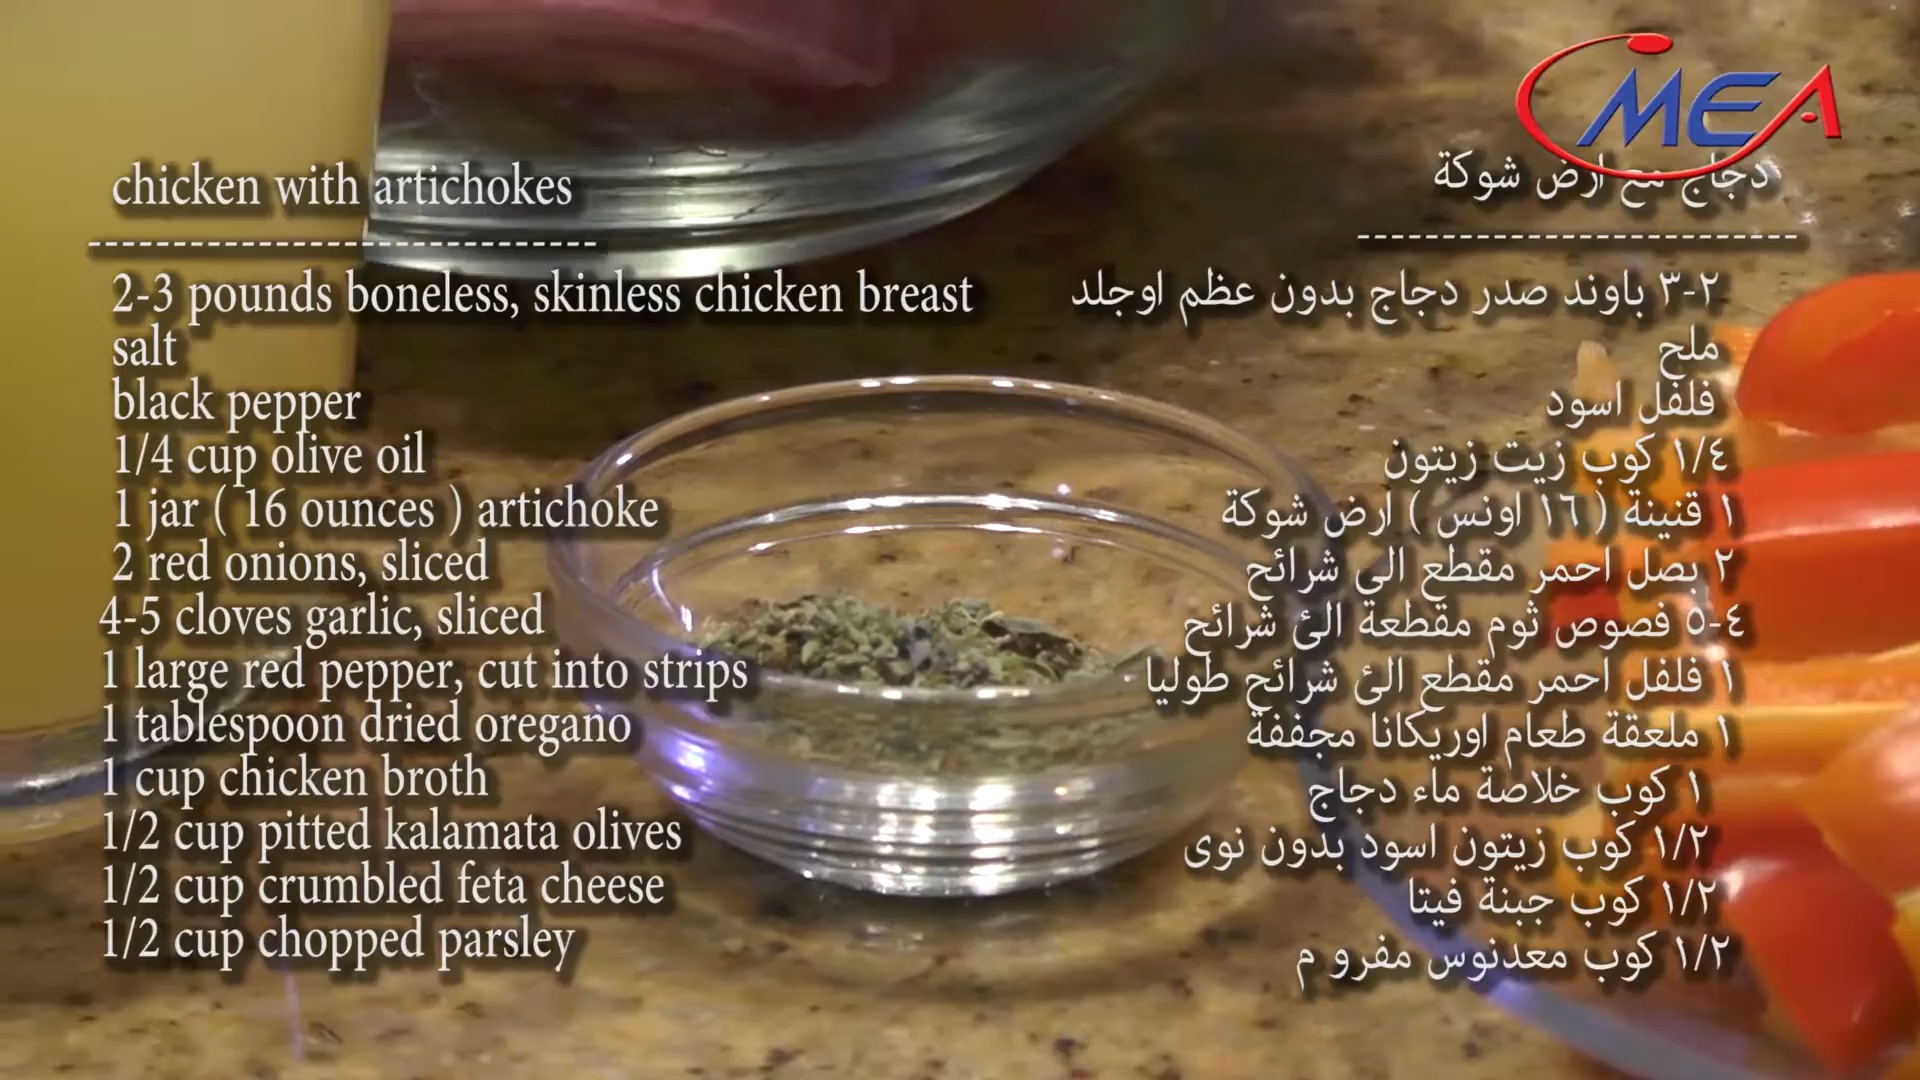 MEA
chicken with artichokes
-----------------------------
2-3 pounds boneless, skinless chicken breast
salt
black pepper
1/4 cup olive oil
1 jar ( 16 ounces ) artichoke
2 red onions, sliced
4-5 cloves garlic, sliced
1 large red pepper, cut into strips
1 tablespoon dried oregano
1 cup chicken broth
1/2 cup pitted kalamata olives
1/2 cup crumbled feta cheese
1/2 cup chopped parsley
دجاج مع ارض شوكة
--------------------------
٢-٣ باوند صدر دجاج بدون عظم اوجلد
ملح
فلفل اسود
١/٤ كوب زيت زيتون
١ قنينة ( ١٦ اونس ) ارض شوكة
٢ بصل احمر مقطع الي شرائح
٤-٥ فصوص ثوم مقطعة الئ شرائح
١ فلفل احمر مقطع الئ شرائح طوليا
١ ملعقة طعام اوريكانا مجففة
١ كوب خلاصة ماء دجاج
١/٢ كوب زيتون اسود بدون نوى
١/٢ كوب جبنة فيتا
١/٢ كوب معدنوس مفرو م